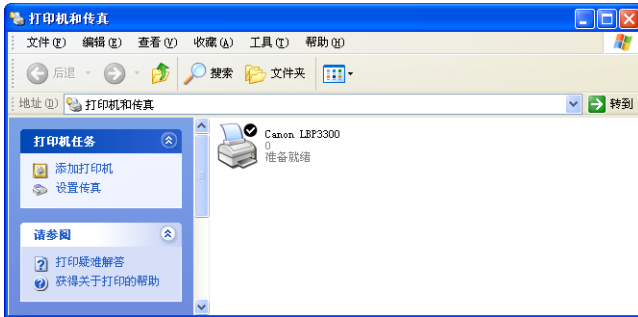 打印机和传真
文件(F) 编辑(E) 查看(V) 收藏(A) 工具(T) 帮助(H)
后退 搜索 文件夹
地址(D) 打印机和传真 转到
打印机任务
添加打印机
设置传真
请参阅
打印疑难解答
获得关于打印的帮助
Canon LBP3300
0
准备就绪